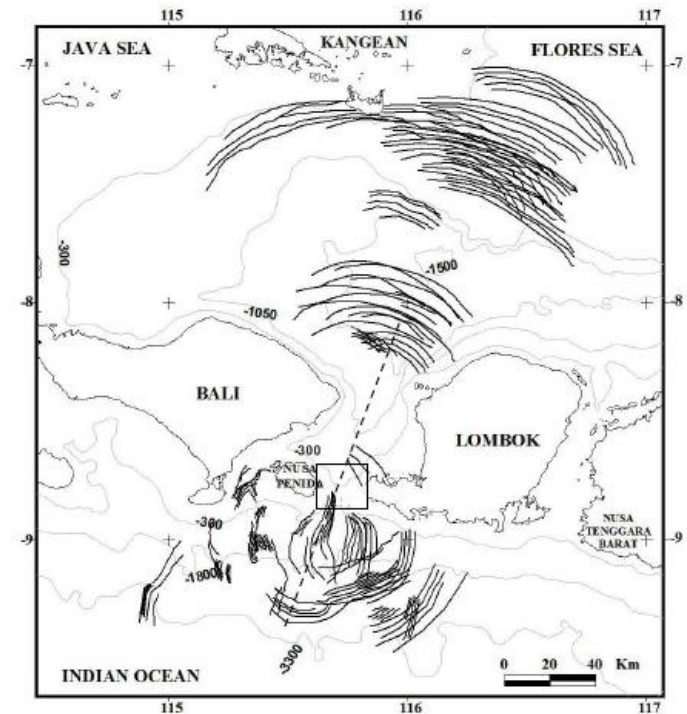 115 116 117
JAVA SEA KANGEAN FLORES SEA
-7 -7
-300
-1500
-8 -8
-1050
BALI
LOMBOK
-300
NUSA
PENIDA
NUSA
TENGGARA
BARAT
-300
-9 -9
-1800
-3300
INDIAN OCEAN
0 20 40 Km
115 116 117